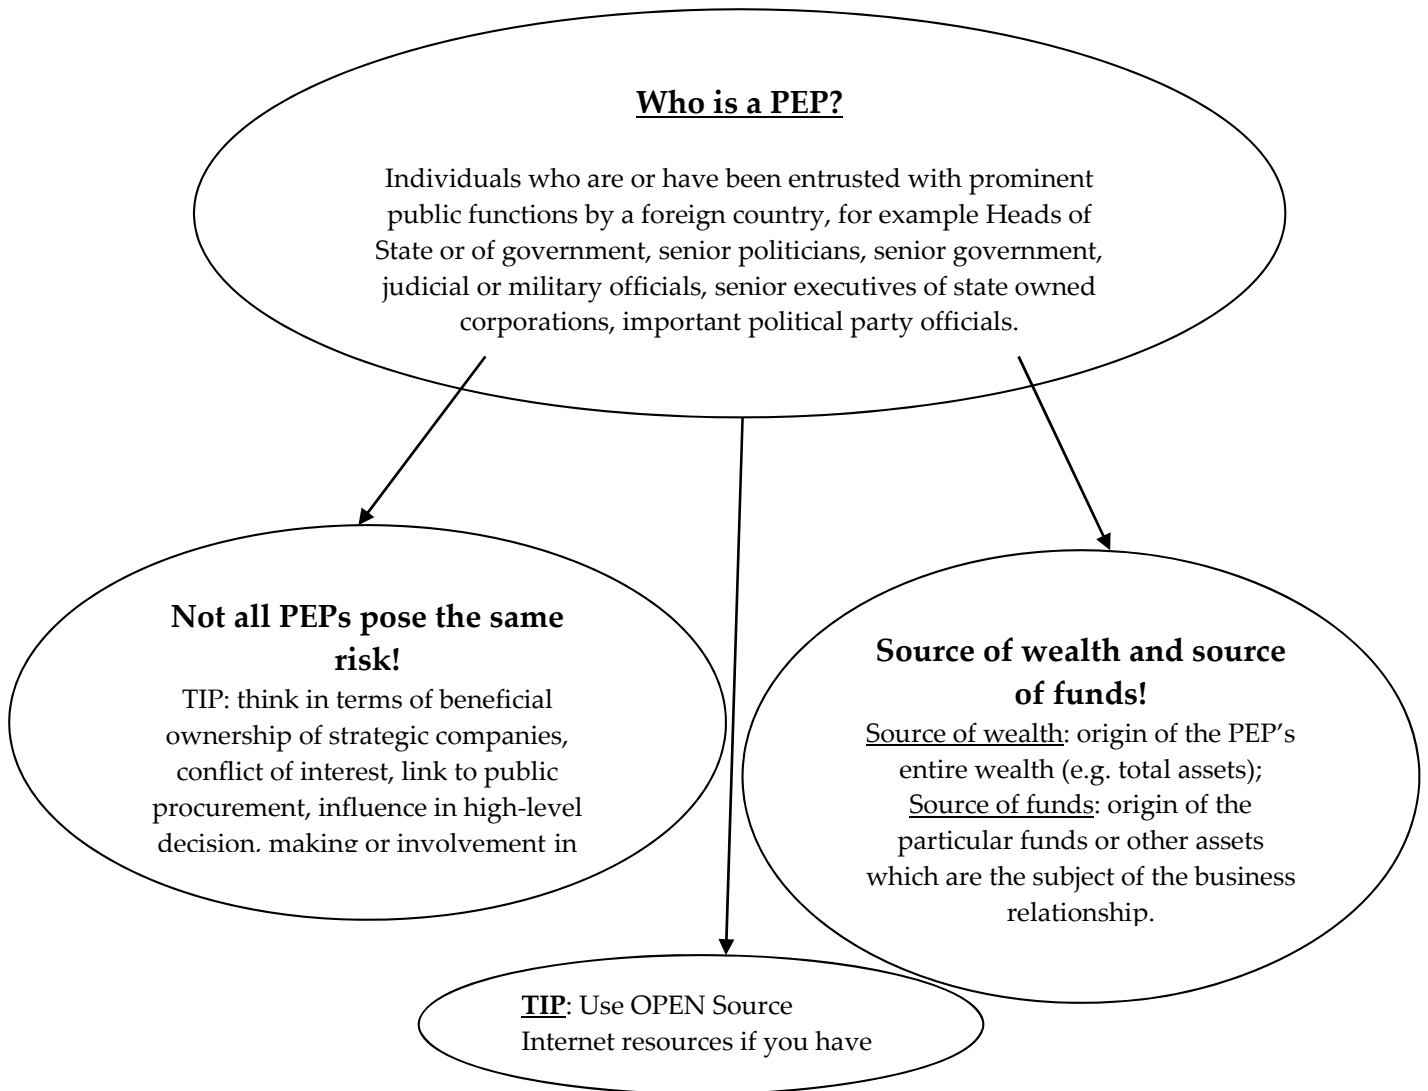 Who is a PEP?
Individuals who are or have been entrusted with prominent
public functions by a foreign country, for example Heads of
State or of government, senior politicians, senior government,
judicial or military officials, senior executives of state owned
corporations, important political party officials.
Not all PEPs pose the same
risk!
TIP: think in terms of beneficial
ownership of strategic companies,
conflict of interest, link to public
procurement, influence in high-level
decision, making or involvement in
Source of wealth and source
of funds!
Source of wealth: origin of the PEP’s
entire wealth (e.g. total assets);
Source of funds: origin of the
particular funds or other assets
which are the subject of the business
relationship.
TIP: Use OPEN Source
Internet resources if you have